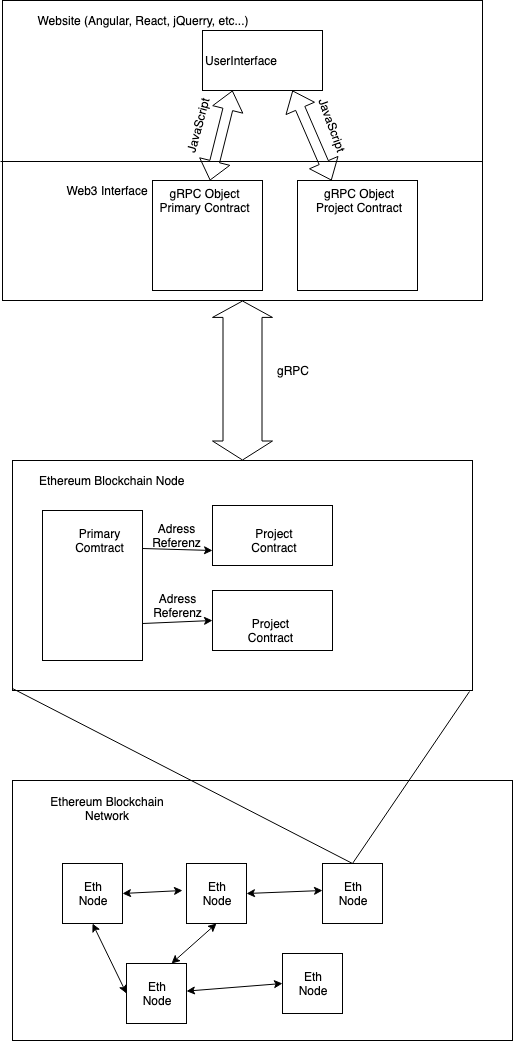 Website (Angular, React, jQuerry, etc...)
UserInterface
JavaScript
JavaScript
Web3 Interface
gRPC Object
Primary Contract
gRPC Object
Project Contract
gRPC
Ethereum Blockchain Node
Primary
Comtract
Adress
Referenz
Project
Contract
Adress
Referenz
Project
Contract
Ethereum Blockchain
Network
Eth
Node
Eth
Node
Eth
Node
Eth
Node
Eth
Node